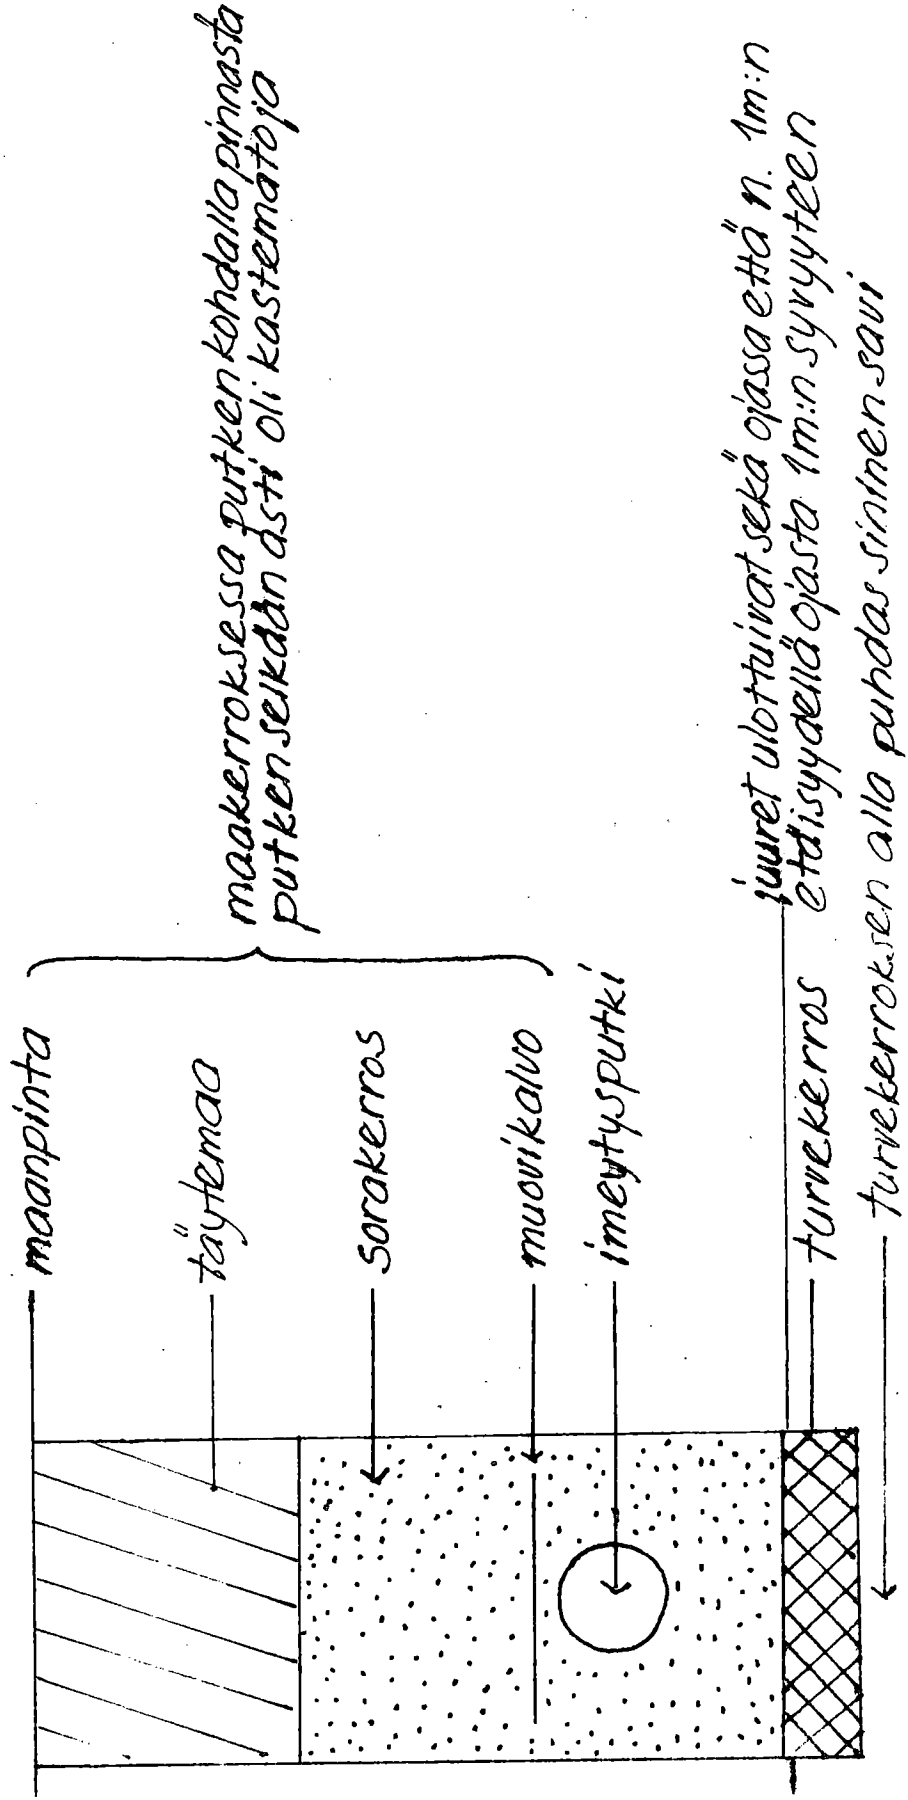 maanpinta
täytemaa
sorakerros
muovikalvo
imeytysputki
maakerroksessa putken kohdalla pinnasta
putken selkään asti oli kastematoja
juuret ulottuivat sekä ojassa että n. 1m:n
etäisyydellä ojasta 1m:n syvyyteen
turvekerros
turvekerroksen alla puhdas sininen savi